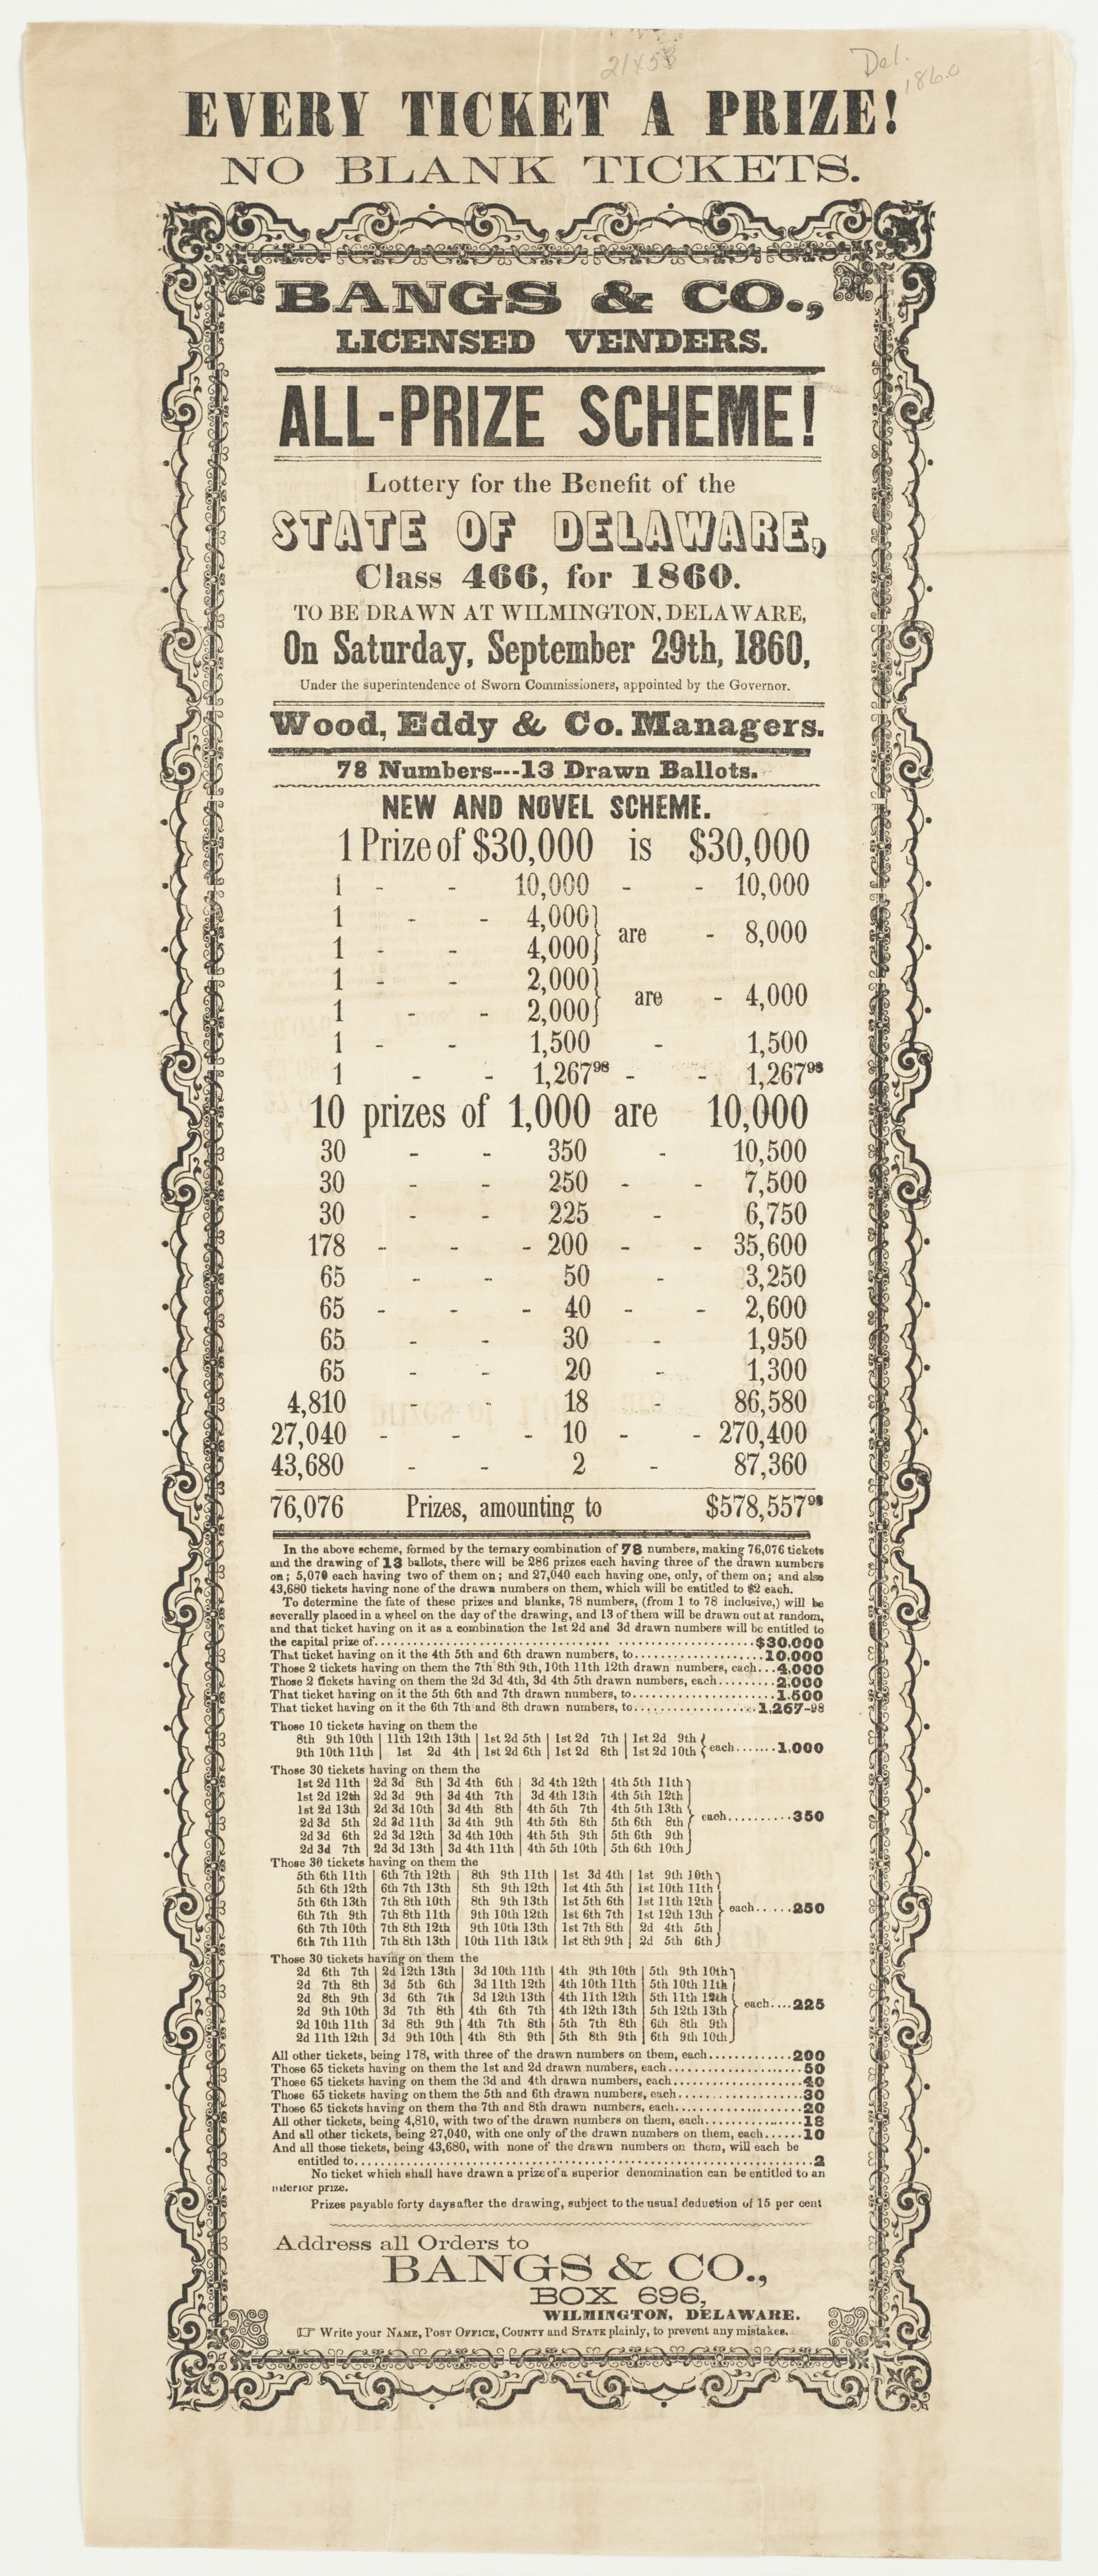 21x58
Del.
1860
EVERY TICKET A PRIZE!
NO BLANK TICKETS.
BANGS & CO.,
LICENSED VENDERS.
ALL-PRIZE SCHEME!
Lottery for the Benefit of the
STATE OF DELAWARE,
Class 466, for 1860.
TO BE DRAWN AT WILMINGTON, DELAWARE,
On Saturday, September 29th, 1860,
Under the superintendence of Sworn Commissioners, appointed by the Governor.
Wood, Eddy & Co. Managers.
78 Numbers---13 Drawn Ballots.
NEW AND NOVEL SCHEME.
1 Prize of $30,000 is $30,000
1 - - 10,000 - - 10,000
1 - - 4,000} are - 8,000
1 - - 4,000}
1 - - 2,000} are - 4,000
1 - - 2,000}
1 - - 1,500 - 1,500
1 - - 1,267 98 - - 1,267 98
10 prizes of 1,000 are 10,000
30 - - 350 - 10,500
30 - - 250 - - 7,500
30 - - 225 - 6,750
178 - - - 200 - - 35,600
65 - - 50 - 3,250
65 - - - 40 - - 2,600
65 - - 30 - 1,950
65 - - 20 - 1,300
4,810 - - 18 - 86,580
27,040 - - - 10 - - 270,400
43,680 - - 2 - 87,360
76,076 Prizes, amounting to $578,557 98
In the above scheme, formed by the ternary combination of 78 numbers, making 76,076 tickets
and the drawing of 13 ballots, there will be 286 prizes each having three of the drawn numbers
on; 5,070 each having two of them on; and 27,040 each having one, only, of them on; and also
43,680 tickets having none of the drawn numbers on them, which will be entitled to $2 each.
To determine the fate of these prizes and blanks, 78 numbers, (from 1 to 78 inclusive,) will be
severally placed in a wheel on the day of the drawing, and 13 of them will be drawn out at random,
and that ticket having on it as a combination the 1st 2d and 3d drawn numbers will be entitled to
the capital prize of........$30,000
That ticket having on it the 4th 5th and 6th drawn numbers, to........10,000
Those 2 tickets having on them the 7th 8th 9th, 10th 11th 12th drawn numbers, each...4,000
Those 2 tickets having on them the 2d 3d 4th, 3d 4th 5th drawn numbers, each.........2,000
That ticket having on it the 5th 6th and 7th drawn numbers, to........1.500
That ticket having on it the 6th 7th and 8th drawn numbers, to........1,267-98
Those 10 tickets having on them the
8th 9th 10th | 11th 12th 13th | 1st 2d 5th | 1st 2d 7th | 1st 2d 9th } each.......1,000
9th 10th 11th | 1st 2d 4th | 1st 2d 6th | 1st 2d 8th | 1st 2d 10th }
Those 30 tickets having on them the
1st 2d 11th | 2d 3d 8th | 3d 4th 6th | 3d 4th 12th | 4th 5th 11th
1st 2d 12th | 2d 3d 9th | 3d 4th 7th | 3d 4th 13th | 4th 5th 12th
1st 2d 13th | 2d 3d 10th | 3d 4th 8th | 4th 5th 7th | 4th 5th 13th } each..........350
2d 3d 5th | 2d 3d 11th | 3d 4th 9th | 4th 5th 8th | 5th 6th 8th
2d 3d 6th | 2d 3d 12th | 3d 4th 10th | 4th 5th 9th | 5th 6th 9th
2d 3d 7th | 2d 3d 13th | 3d 4th 11th | 4th 5th 10th | 5th 6th 10th
Those 30 tickets having on them the
5th 6th 11th | 6th 7th 12th | 8th 9th 11th | 1st 3d 4th | 1st 9th 10th
5th 6th 12th | 6th 7th 13th | 8th 9th 12th | 1st 4th 5th | 1st 10th 11th
5th 6th 13th | 7th 8th 10th | 8th 9th 13th | 1st 5th 6th | 1st 11th 12th } each......250
6th 7th 9th | 7th 8th 11th | 9th 10th 12th | 1st 6th 7th | 1st 12th 13th
6th 7th 10th | 7th 8th 12th | 9th 10th 13th | 1st 7th 8th | 2d 4th 5th
6th 7th 11th | 7th 8th 13th | 10th 11th 13th | 1st 8th 9th | 2d 5th 6th
Those 30 tickets having on them the
2d 6th 7th | 2d 12th 13th | 3d 10th 11th | 4th 9th 10th | 5th 9th 10th
2d 7th 8th | 3d 5th 6th | 3d 11th 12th | 4th 10th 11th | 5th 10th 11th
2d 8th 9th | 3d 6th 7th | 3d 12th 13th | 4th 11th 12th | 5th 11th 12th } each....225
2d 9th 10th | 3d 7th 8th | 4th 6th 7th | 4th 12th 13th | 5th 12th 13th
2d 10th 11th | 3d 8th 9th | 4th 7th 8th | 5th 7th 8th | 6th 8th 9th
2d 11th 12th | 3d 9th 10th | 4th 8th 9th | 5th 8th 9th | 6th 9th 10th
All other tickets, being 178, with three of the drawn numbers on them, each............200
Those 65 tickets having on them the 1st and 2d drawn numbers, each........50
Those 65 tickets having on them the 3d and 4th drawn numbers, each........40
Those 65 tickets having on them the 5th and 6th drawn numbers, each........30
Those 65 tickets having on them the 7th and 8th drawn numbers, each........20
All other tickets, being 4,810, with two of the drawn numbers on them, each........18
And all other tickets, being 27,040, with one only of the drawn numbers on them, each......10
And all those tickets, being 43,680, with none of the drawn numbers on them, will each be
entitled to........2
No ticket which shall have drawn a prize of a superior denomination can be entitled to an
inferior prize.
Prizes payable forty days after the drawing, subject to the usual deduction of 15 per cent
Address all Orders to
BANGS & CO.,
BOX 696,
WILMINGTON, DELAWARE.
☞ Write your NAME, POST OFFICE, COUNTY and STATE plainly, to prevent any mistakes.